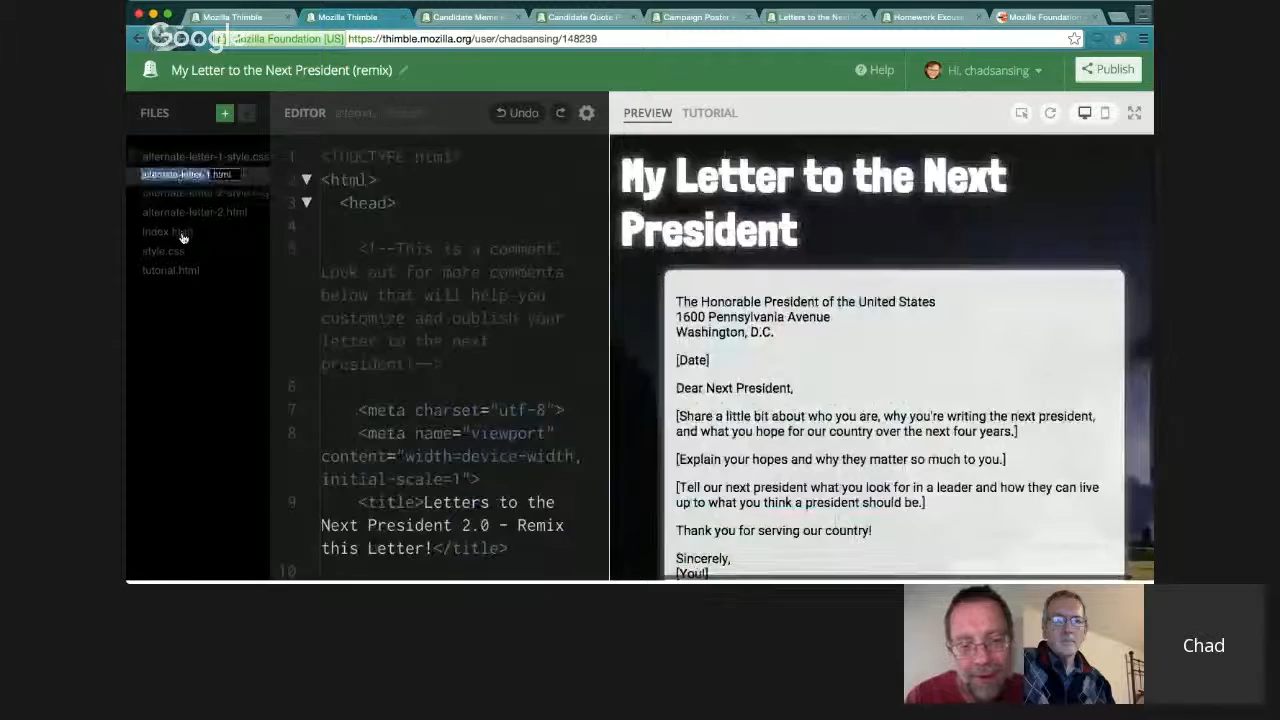 Mozilla Thimble
Mozilla Thimble
Candidate Meme
Candidate Quote
Campaign Poster
Letters to the Next
Homework Excuse
Mozilla Foundation
Google
Mozilla Foundation [US]
https://thimble.mozilla.org/user/chadsansing/148239
My Letter to the Next President (remix)
Help
Hi, chadsansing
Publish
FILES
EDITOR
Undo
PREVIEW
TUTORIAL
alternate-letter-1-style.css
alternate-letter-1.html
alternate-letter-2.html
index.html
style.css
tutorial.html
1 <!DOCTYPE html>
2 <html>
3 <head>
4
5 <!--This is a comment.
Look out for more comments
below that will help you
customize and publish your
letter to the next
president!-->
6
7 <meta charset="utf-8">
8 <meta name="viewport"
content="width=device-width,
initial-scale=1">
9 <title>Letters to the
Next President 2.0 - Remix
this Letter!</title>
10
My Letter to the Next
President
The Honorable President of the United States
1600 Pennsylvania Avenue
Washington, D.C.
[Date]
Dear Next President,
[Share a little bit about who you are, why you're writing the next president,
and what you hope for our country over the next four years.]
[Explain your hopes and why they matter so much to you.]
[Tell our next president what you look for in a leader and how they can live
up to what you think a president should be.]
Thank you for serving our country!
Sincerely,
[You!]
Chad